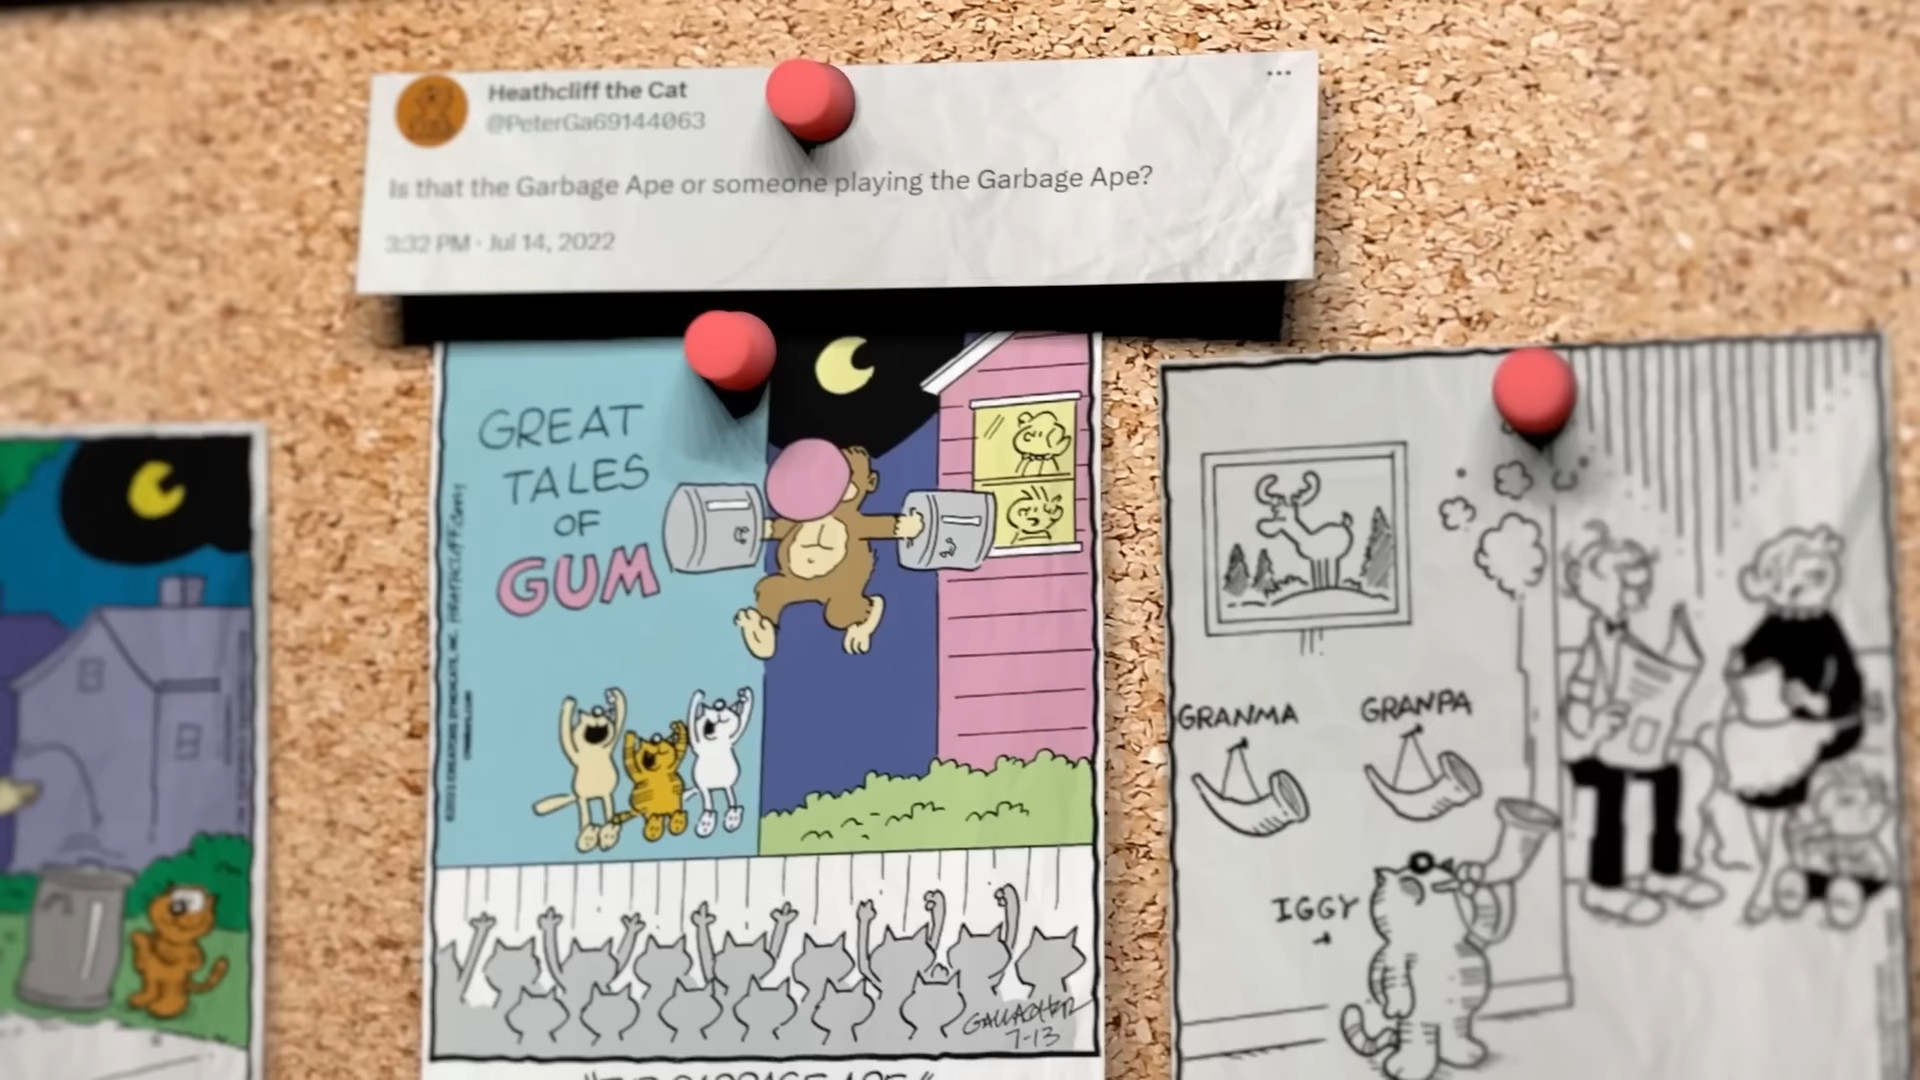 Heathcliff the Cat
@PeterGa69144063
Is that the Garbage Ape or someone playing the Garbage Ape?
3:32 PM · Jul 14, 2022
GREAT
TALES
OF
GUM
GALLAGHER
7-13
GRANMA
GRANPA
IGGY